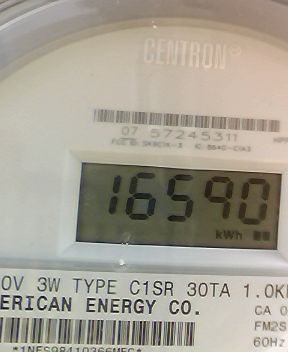 CENTRON®
07 57245311
16590
kWh
0V 3W TYPE C1SR 30TA 1.0K
ERICAN ENERGY CO.
CA 0
FM2S
60Hz